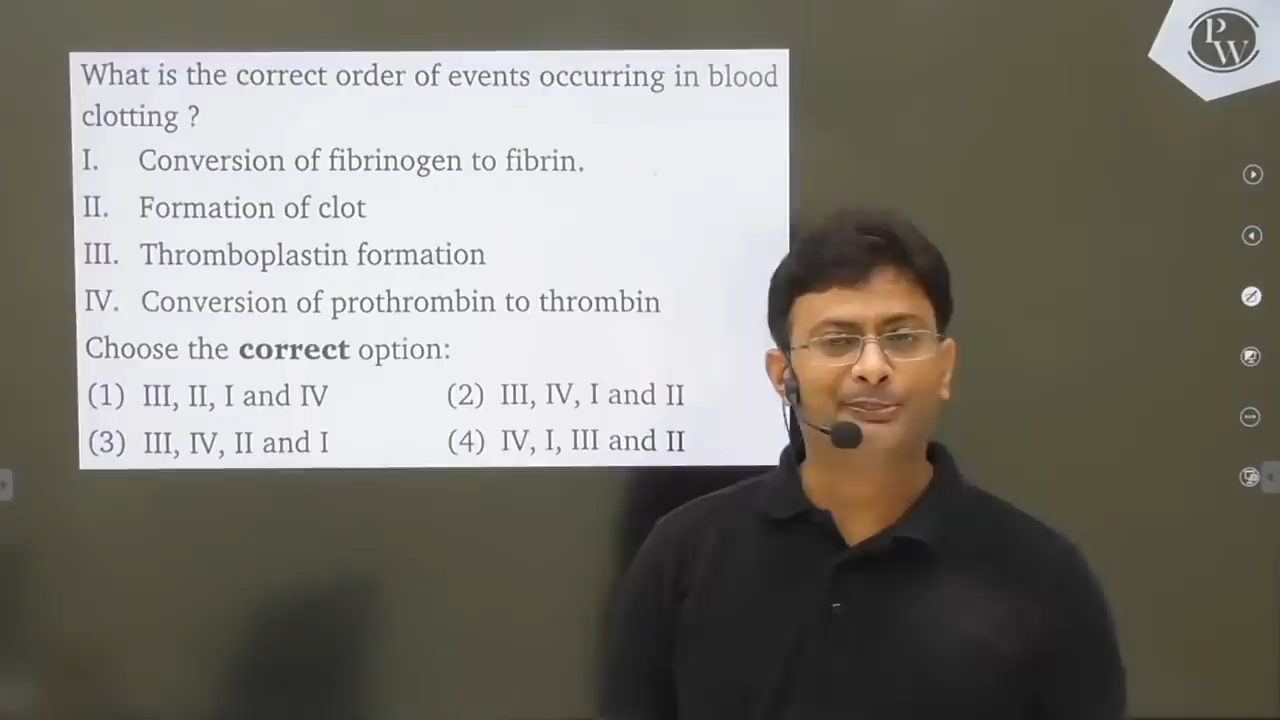 What is the correct order of events occurring in blood
clotting ?
I. Conversion of fibrinogen to fibrin.
II. Formation of clot
III. Thromboplastin formation
IV. Conversion of prothrombin to thrombin
Choose the correct option:
(1) III, II, I and IV (2) III, IV, I and II
(3) III, IV, II and I (4) IV, I, III and II
PW